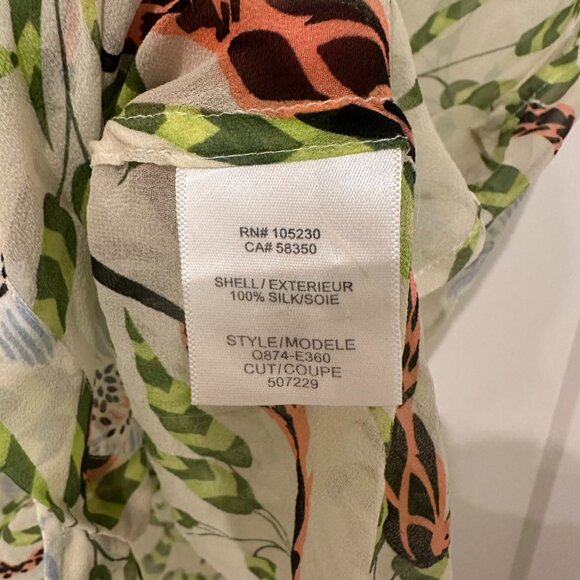 RN# 105230
CA# 58350
SHELL/EXTERIEUR
100% SILK/SOIE
STYLE/MODELE
Q874-E360
CUT/COUPE
507229